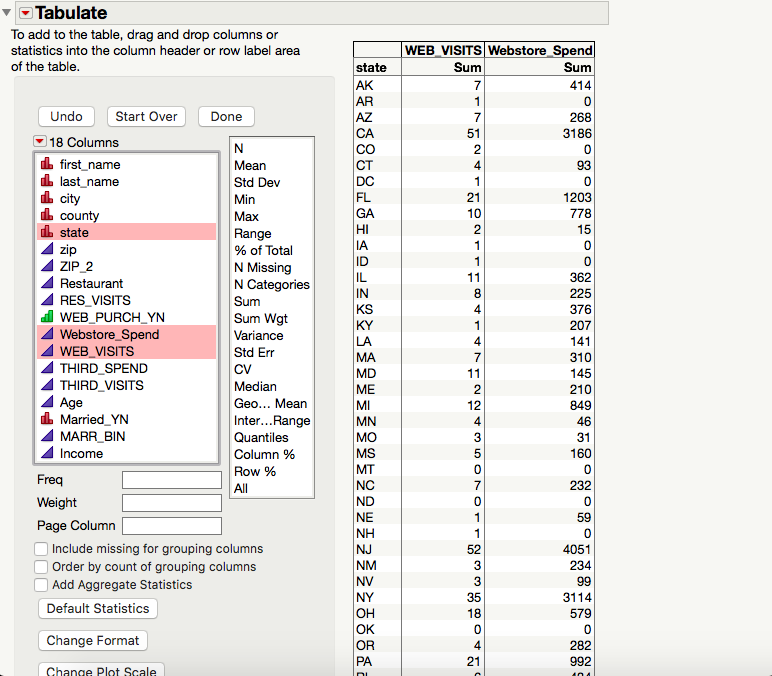 Tabulate
To add to the table, drag and drop columns or
statistics into the column header or row label area
of the table.
Undo Start Over Done
18 Columns
first_name
last_name
city
county
state
zip
ZIP_2
Restaurant
RES_VISITS
WEB_PURCH_YN
Webstore_Spend
WEB_VISITS
THIRD_SPEND
THIRD_VISITS
Age
Married_YN
MARR_BIN
Income
N
Mean
Std Dev
Min
Max
Range
% of Total
N Missing
N Categories
Sum
Sum Wgt
Variance
Std Err
CV
Median
Geo... Mean
Inter...Range
Quantiles
Column %
Row %
All
Freq
Weight
Page Column
Include missing for grouping columns
Order by count of grouping columns
Add Aggregate Statistics
Default Statistics
Change Format
Change Plot Scale
WEB_VISITS Webstore_Spend
state Sum Sum
AK 7 414
AR 1 0
AZ 7 268
CA 51 3186
CO 2 0
CT 4 93
DC 1 0
FL 21 1203
GA 10 778
HI 2 15
IA 1 0
ID 1 0
IL 11 362
IN 8 225
KS 4 376
KY 1 207
LA 4 141
MA 7 310
MD 11 145
ME 2 210
MI 12 849
MN 4 46
MO 3 31
MS 5 160
MT 0 0
NC 7 232
ND 0 0
NE 1 59
NH 1 0
NJ 52 4051
NM 3 234
NV 3 99
NY 35 3114
OH 18 579
OK 0 0
OR 4 282
PA 21 992